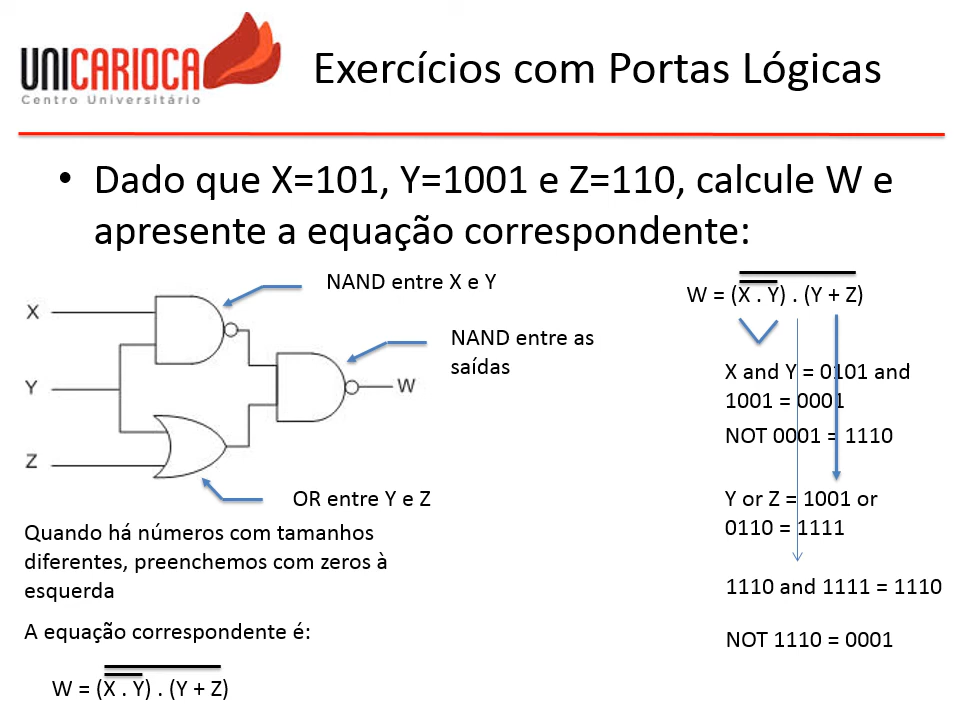 UNICARIOCA
Centro Universitário
Exercícios com Portas Lógicas
• Dado que X=101, Y=1001 e Z=110, calcule W e
apresente a equação correspondente:
NAND entre X e Y
X
Y
Z
W
NAND entre as
saídas
OR entre Y e Z
Quando há números com tamanhos
diferentes, preenchemos com zeros à
esquerda
A equação correspondente é:
W = (X . Y) . (Y + Z)
W = (X . Y) . (Y + Z)
X and Y = 0101 and
1001 = 0001
NOT 0001 = 1110
Y or Z = 1001 or
0110 = 1111
1110 and 1111 = 1110
NOT 1110 = 0001